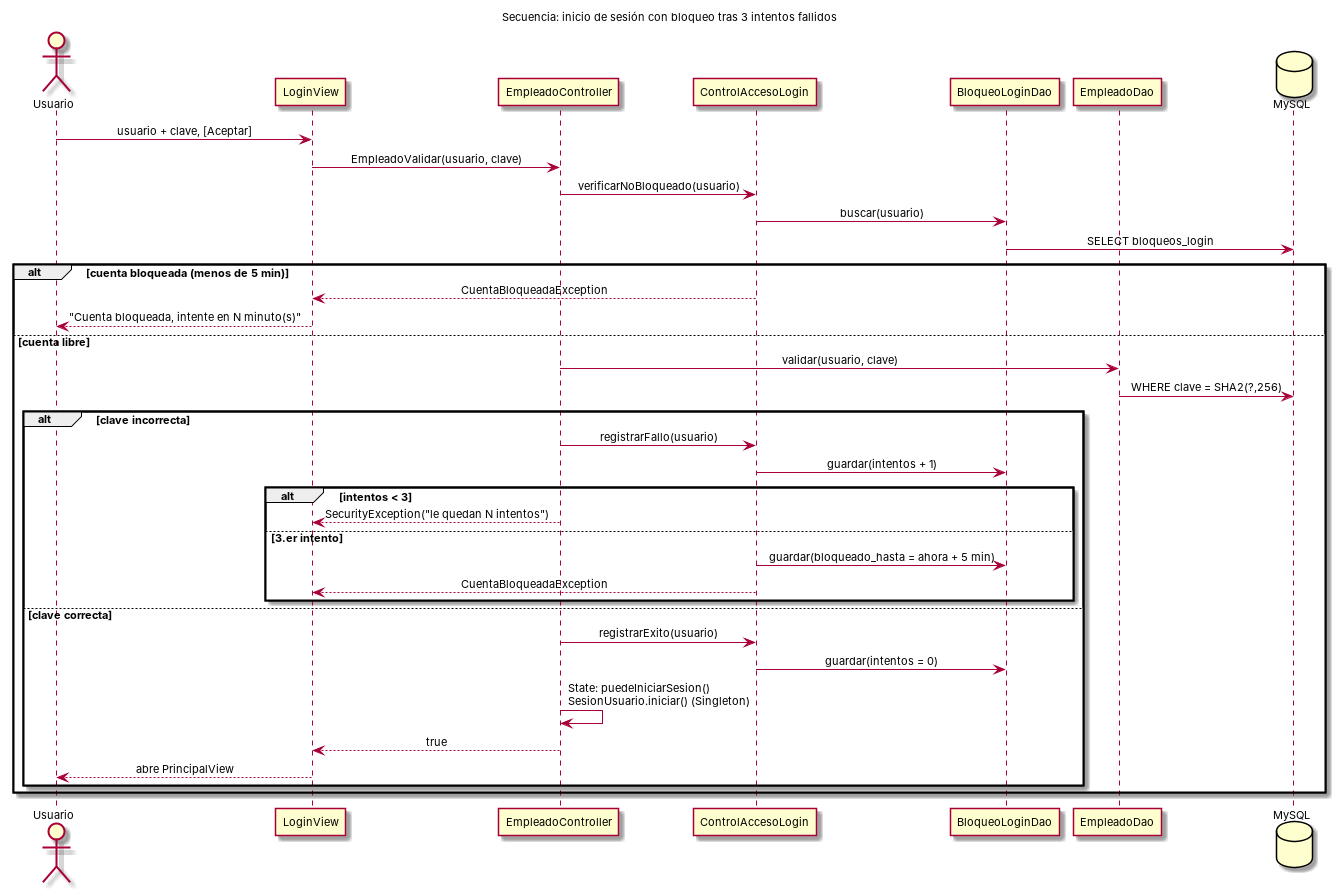 Secuencia: inicio de sesión con bloqueo tras 3 intentos fallidos
Usuario
LoginView
EmpleadoController
ControlAccesoLogin
BloqueoLoginDao
EmpleadoDao
MySQL
usuario + clave, [Aceptar]
EmpleadoValidar(usuario, clave)
verificarNoBloqueado(usuario)
buscar(usuario)
SELECT bloqueos_login
alt
[cuenta bloqueada (menos de 5 min)]
CuentaBloqueadaException
"Cuenta bloqueada, intente en N minuto(s)"
[cuenta libre]
validar(usuario, clave)
WHERE clave = SHA2(?,256)
alt
[clave incorrecta]
registrarFallo(usuario)
guardar(intentos + 1)
alt
[intentos < 3]
SecurityException("le quedan N intentos")
[3.er intento]
guardar(bloqueado_hasta = ahora + 5 min)
CuentaBloqueadaException
[clave correcta]
registrarExito(usuario)
guardar(intentos = 0)
State: puedeIniciarSesion()
SesionUsuario.iniciar() (Singleton)
true
abre PrincipalView
Usuario
LoginView
EmpleadoController
ControlAccesoLogin
BloqueoLoginDao
EmpleadoDao
MySQL